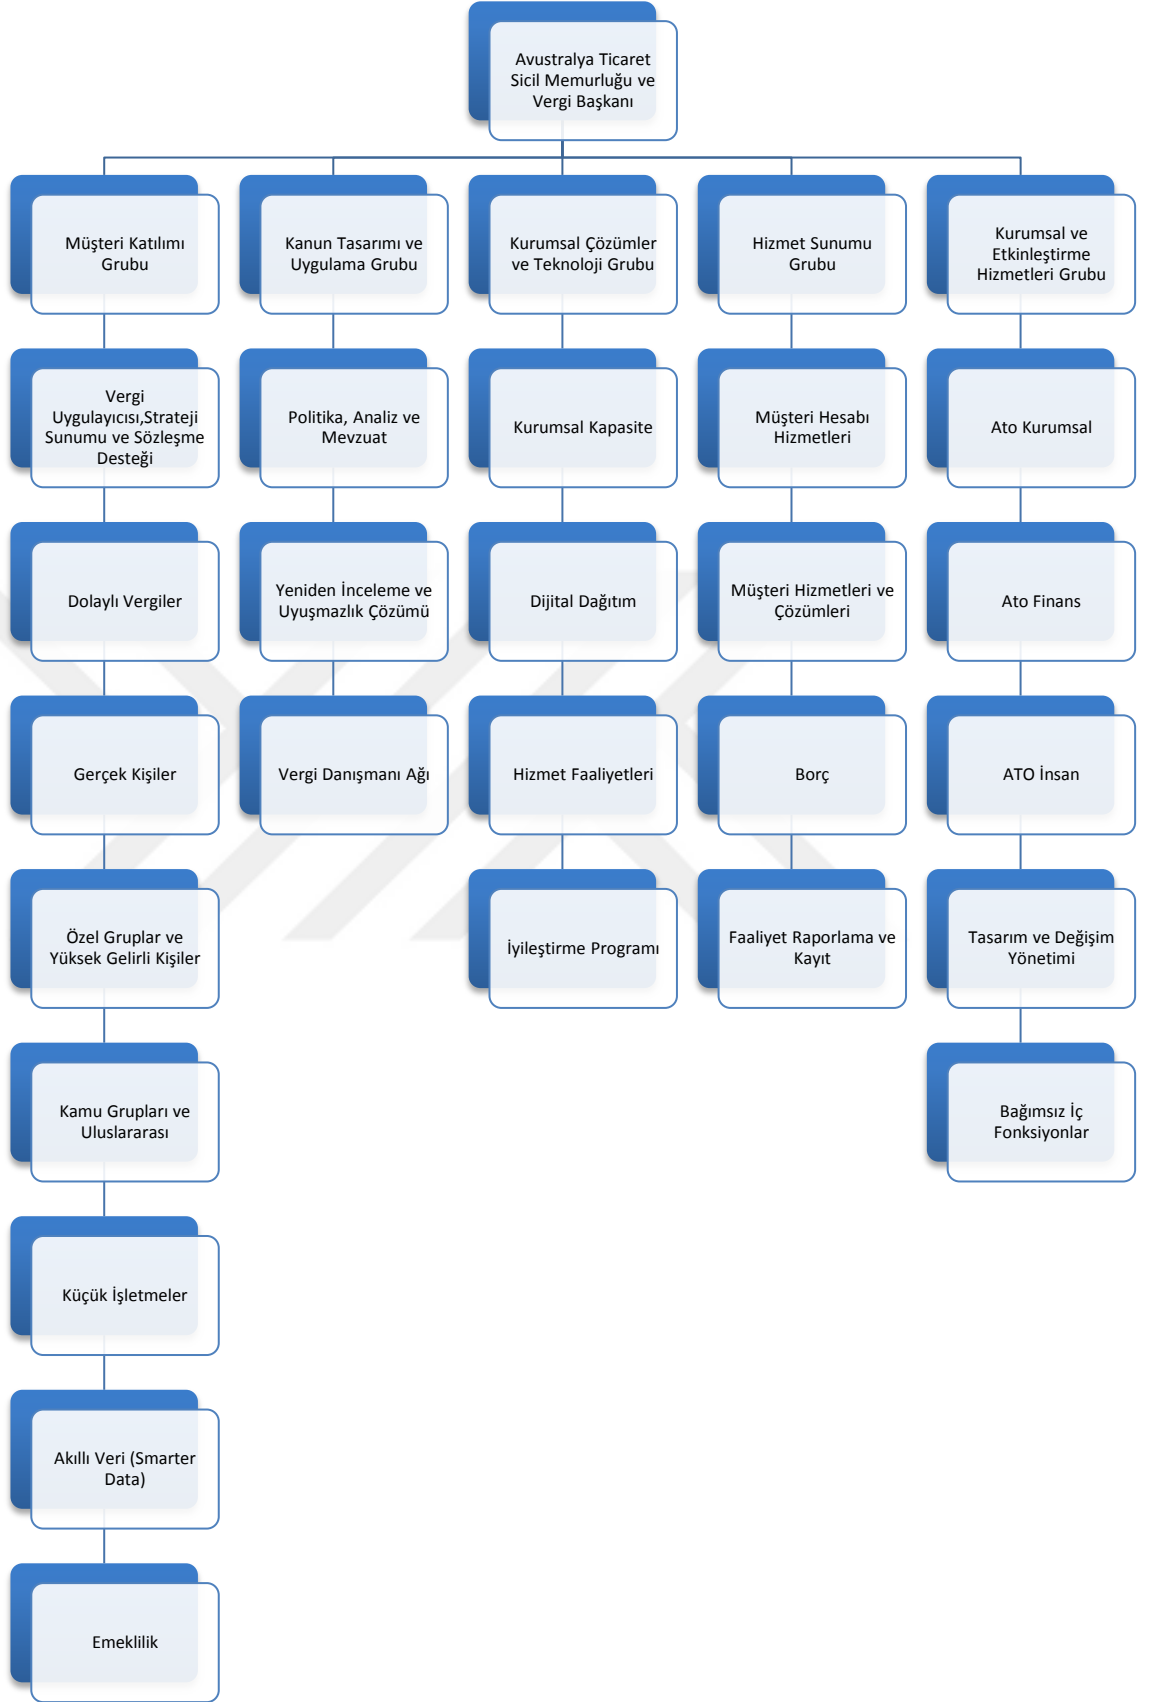 Avustralya Ticaret
Sicil Memurluğu ve
Vergi Başkanı
Müşteri Katılımı
Grubu
Kanun Tasarımı ve
Uygulama Grubu
Kurumsal Çözümler
ve Teknoloji Grubu
Hizmet Sunumu
Grubu
Kurumsal ve
Etkinleştirme
Hizmetleri Grubu
Vergi
Uygulayıcısı,Strateji
Sunumu ve Sözleşme
Desteği
Politika, Analiz ve
Mevzuat
Kurumsal Kapasite
Müşteri Hesabı
Hizmetleri
Ato Kurumsal
Dolaylı Vergiler
Yeniden İnceleme ve
Uyuşmazlık Çözümü
Dijital Dağıtım
Müşteri Hizmetleri ve
Çözümleri
Ato Finans
Gerçek Kişiler
Vergi Danışmanı Ağı
Hizmet Faaliyetleri
Borç
ATO İnsan
Özel Gruplar ve
Yüksek Gelirli Kişiler
İyileştirme Programı
Faaliyet Raporlama ve
Kayıt
Tasarım ve Değişim
Yönetimi
Kamu Grupları ve
Uluslararası
Bağımsız İç
Fonksiyonlar
Küçük İşletmeler
Akıllı Veri (Smarter
Data)
Emeklilik